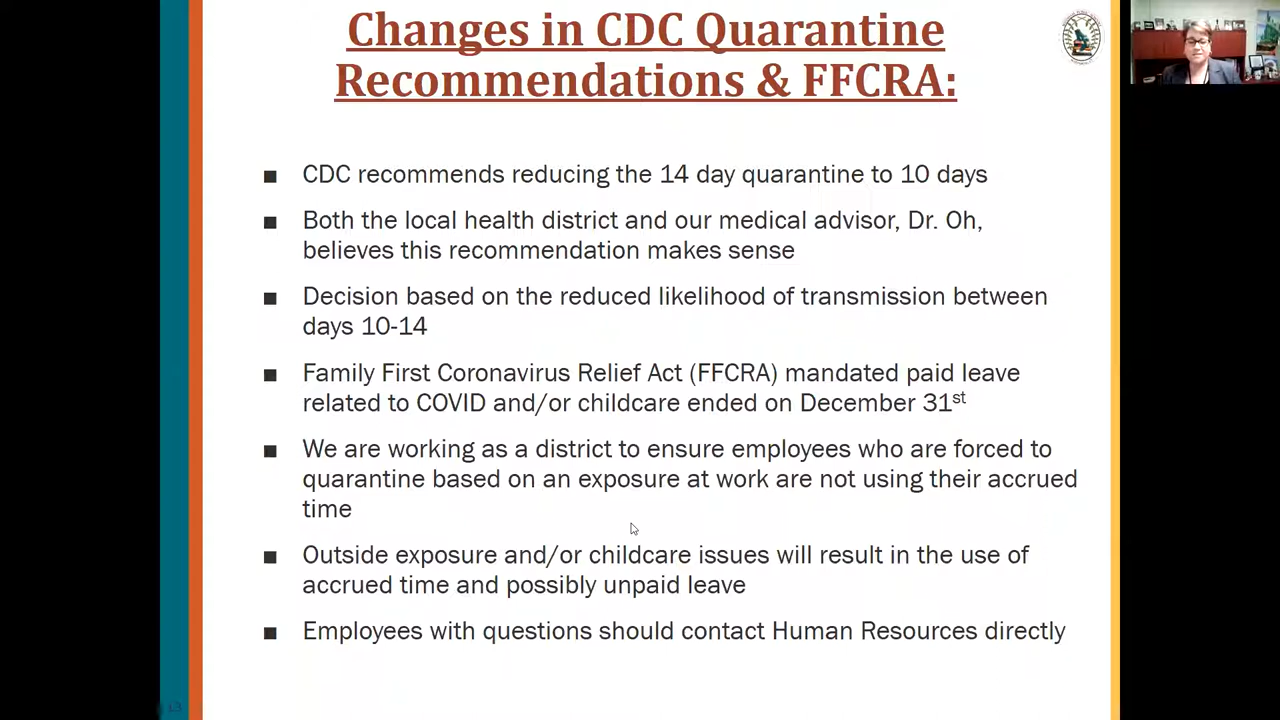 Changes in CDC Quarantine
Recommendations & FFCRA:
■ CDC recommends reducing the 14 day quarantine to 10 days
■ Both the local health district and our medical advisor, Dr. Oh,
believes this recommendation makes sense
■ Decision based on the reduced likelihood of transmission between
days 10-14
■ Family First Coronavirus Relief Act (FFCRA) mandated paid leave
related to COVID and/or childcare ended on December 31st
■ We are working as a district to ensure employees who are forced to
quarantine based on an exposure at work are not using their accrued
time
■ Outside exposure and/or childcare issues will result in the use of
accrued time and possibly unpaid leave
■ Employees with questions should contact Human Resources directly
13